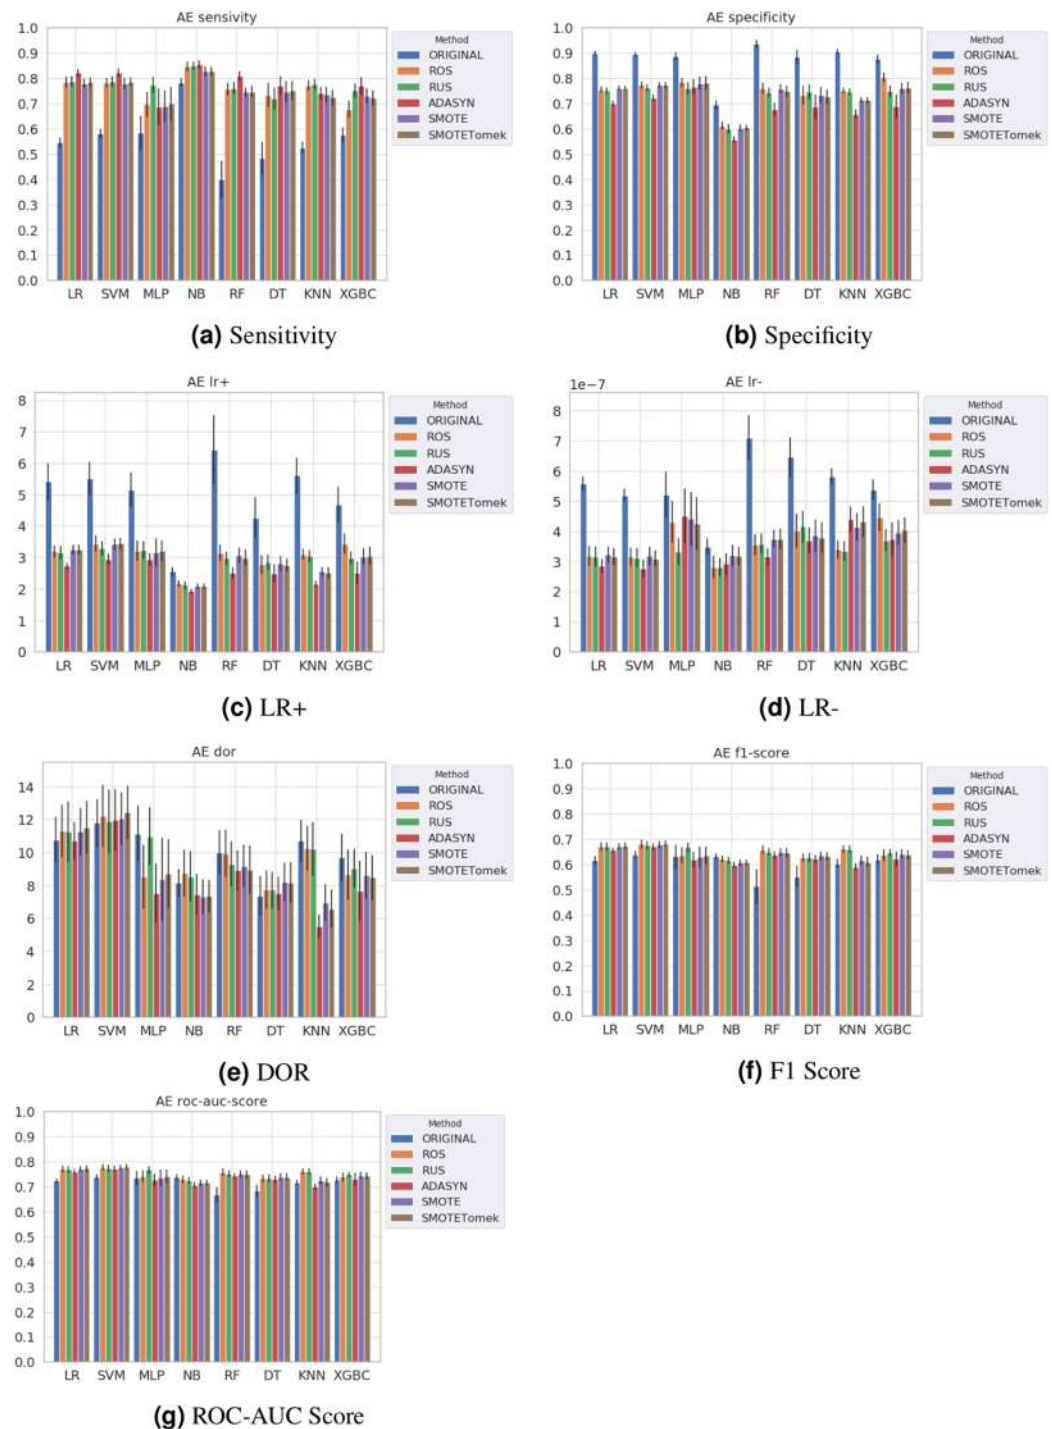 AE sensivity
1.0
0.9
0.8
0.7
0.6
0.5
0.4
0.3
0.2
0.1
0.0
LR SVM MLP NB RF DT KNN XGBC
Method
ORIGINAL
ROS
RUS
ADASYN
SMOTE
SMOTETomek
(a) Sensitivity
AE specificity
1.0
0.9
0.8
0.7
0.6
0.5
0.4
0.3
0.2
0.1
0.0
LR SVM MLP NB RF DT KNN XGBC
Method
ORIGINAL
ROS
RUS
ADASYN
SMOTE
SMOTETomek
(b) Specificity
AE lr+
8
7
6
5
4
3
2
1
0
LR SVM MLP NB RF DT KNN XGBC
Method
ORIGINAL
ROS
RUS
ADASYN
SMOTE
SMOTETomek
(c) LR+
1e−7 AE lr-
8
7
6
5
4
3
2
1
0
LR SVM MLP NB RF DT KNN XGBC
Method
ORIGINAL
ROS
RUS
ADASYN
SMOTE
SMOTETomek
(d) LR-
AE dor
14
12
10
8
6
4
2
0
LR SVM MLP NB RF DT KNN XGBC
Method
ORIGINAL
ROS
RUS
ADASYN
SMOTE
SMOTETomek
(e) DOR
AE f1-score
1.0
0.9
0.8
0.7
0.6
0.5
0.4
0.3
0.2
0.1
0.0
LR SVM MLP NB RF DT KNN XGBC
Method
ORIGINAL
ROS
RUS
ADASYN
SMOTE
SMOTETomek
(f) F1 Score
AE roc-auc-score
1.0
0.9
0.8
0.7
0.6
0.5
0.4
0.3
0.2
0.1
0.0
LR SVM MLP NB RF DT KNN XGBC
Method
ORIGINAL
ROS
RUS
ADASYN
SMOTE
SMOTETomek
(g) ROC-AUC Score